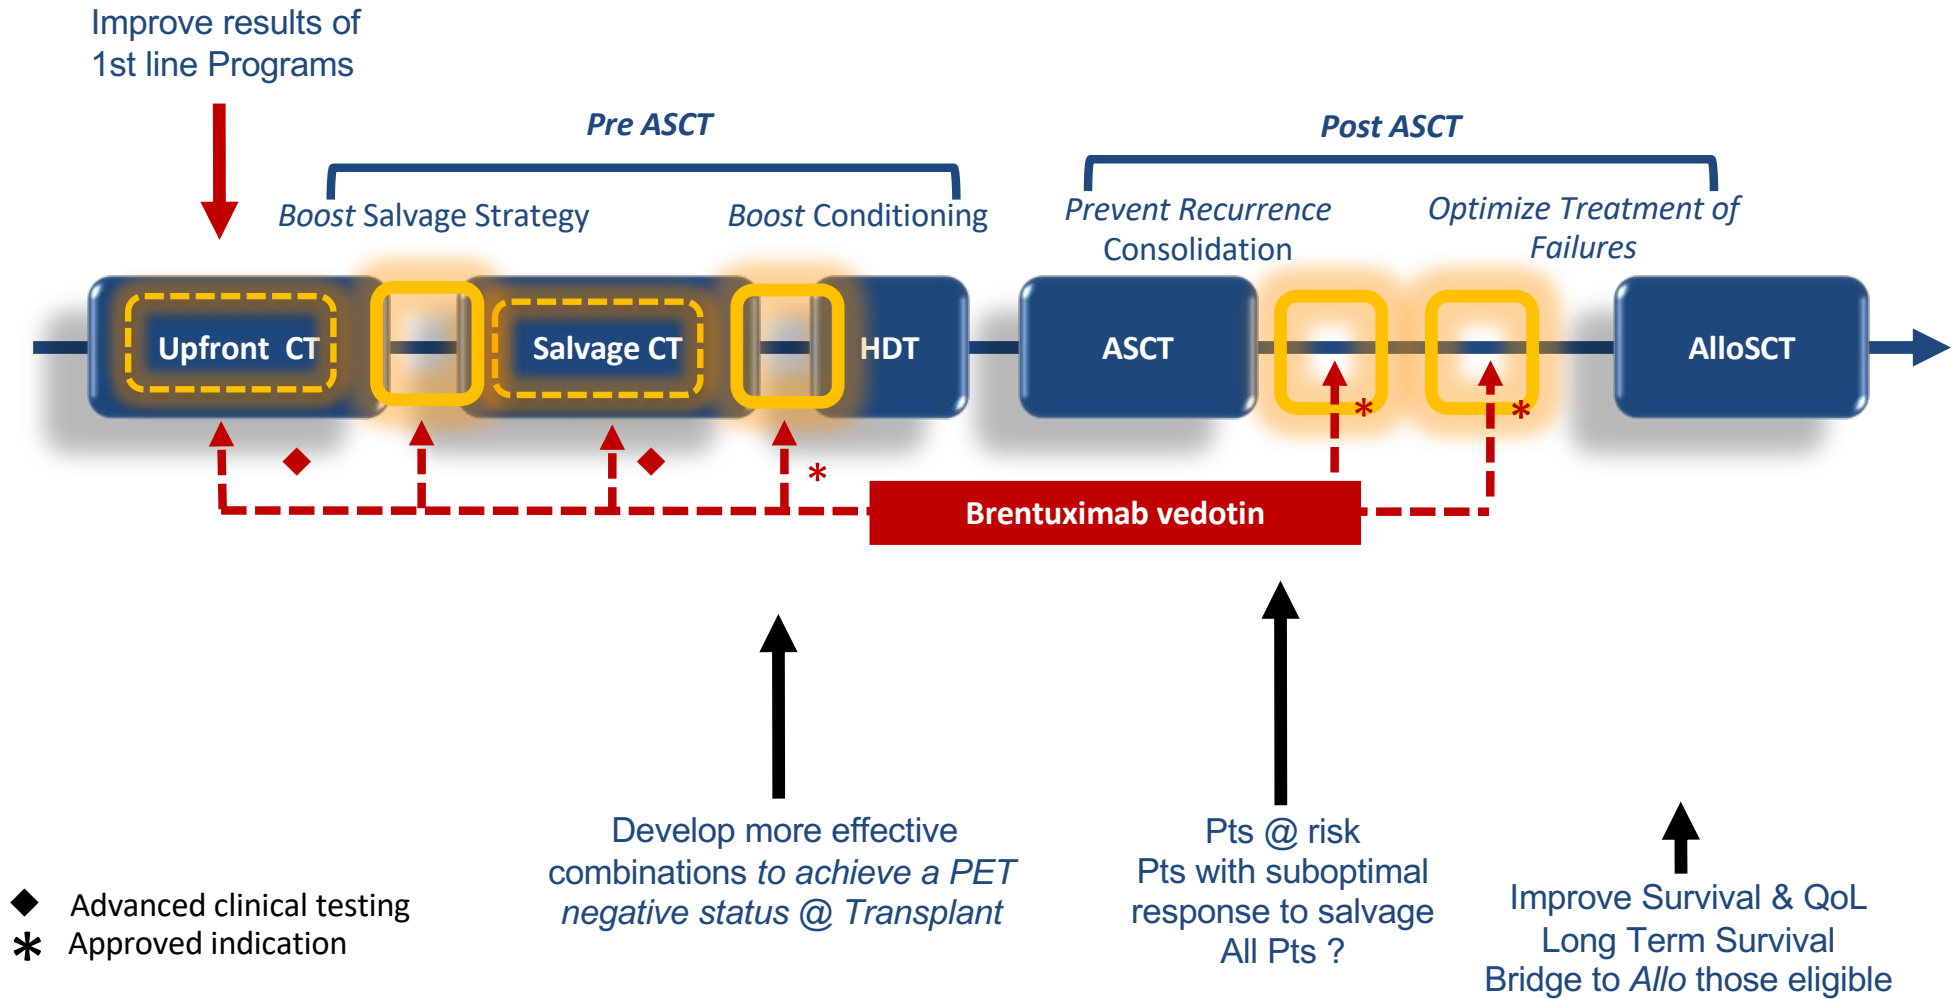 Improve results of
1st line Programs
Pre ASCT
Post ASCT
Boost Salvage Strategy
Boost Conditioning
Prevent Recurrence
Consolidation
Optimize Treatment of
Failures
Upfront CT
Salvage CT
HDT
ASCT
AlloSCT
*
*
*
Brentuximab vedotin
Develop more effective
combinations to achieve a PET
negative status @ Transplant
Pts @ risk
Pts with suboptimal
response to salvage
All Pts ?
Improve Survival & QoL
Long Term Survival
Bridge to Allo those eligible
◆ Advanced clinical testing
* Approved indication